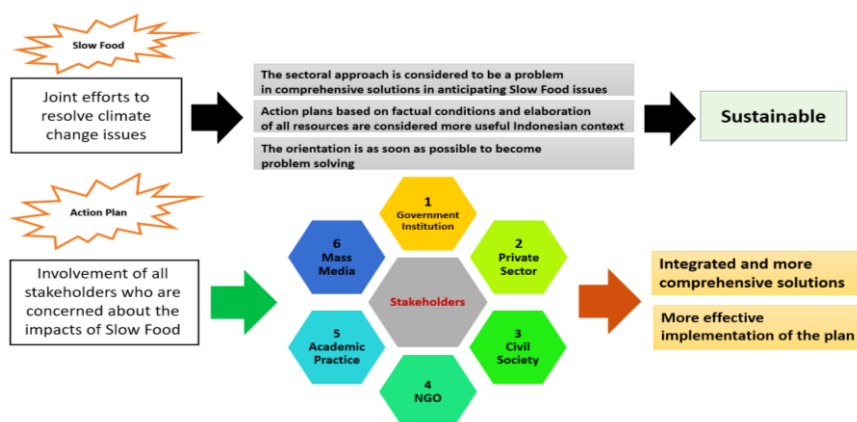 Slow Food
Joint efforts to
resolve climate
change issues
The sectoral approach is considered to be a problem
in comprehensive solutions in anticipating Slow Food issues
Action plans based on factual conditions and elaboration
of all resources are considered more useful Indonesian context
The orientation is as soon as possible to become
problem solving
Sustainable
Action Plan
Involvement of all
stakeholders who are
concerned about the
impacts of Slow Food
1
Government
Institution
2
Private
Sector
3
Civil
Society
4
NGO
5
Academic
Practice
6
Mass
Media
Stakeholders
Integrated and more
comprehensive solutions
More effective
implementation of the plan